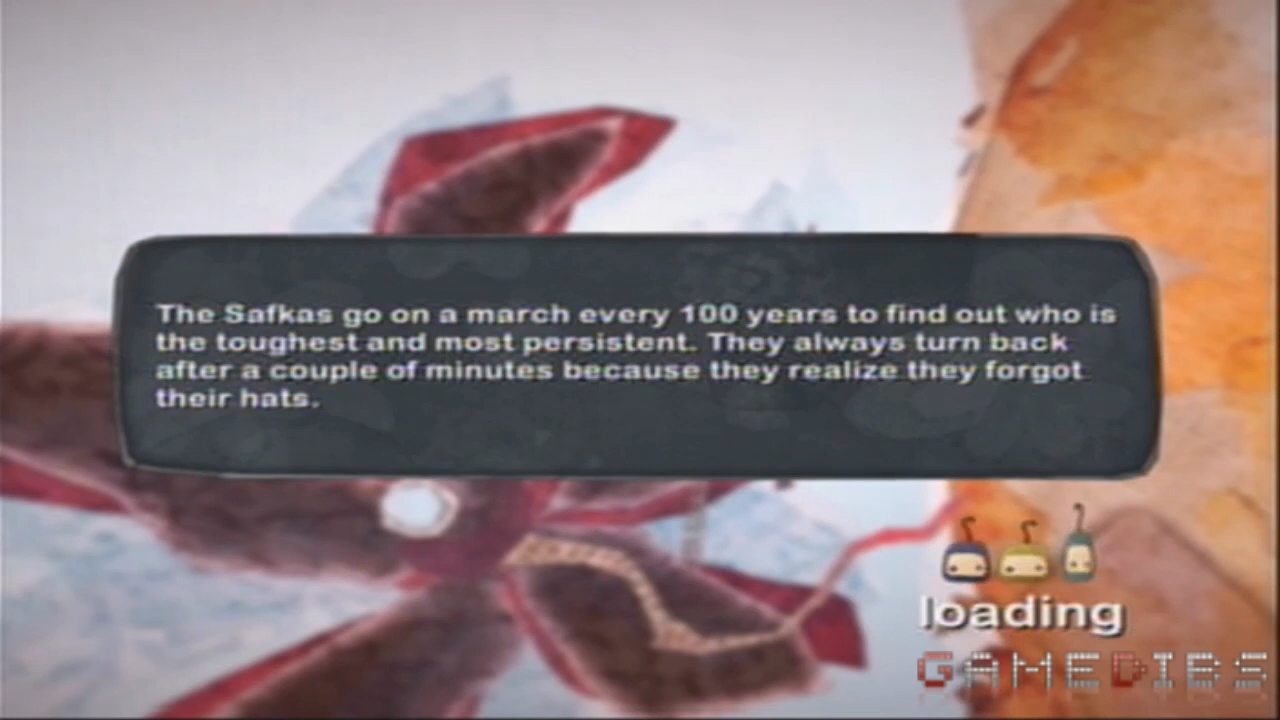 The Safkas go on a march every 100 years to find out who is
the toughest and most persistent. They always turn back
after a couple of minutes because they realize they forgot
their hats.
loading
GAMEDIBS